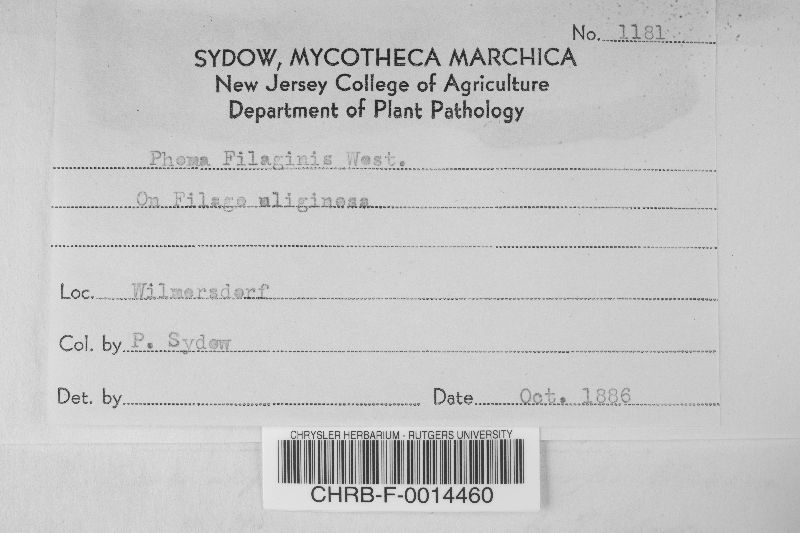 No. 1181
SYDOW, MYCOTHECA MARCHICA
New Jersey College of Agriculture
Department of Plant Pathology
Phoma Filaginis West.
On Filago uliginosa
Loc. Wilmersdorf
Col. by P. Sydow
Det. by
Date Oct. 1886
CHRYSLER HERBARIUM - RUTGERS UNIVERSITY
CHRB-F-0014460